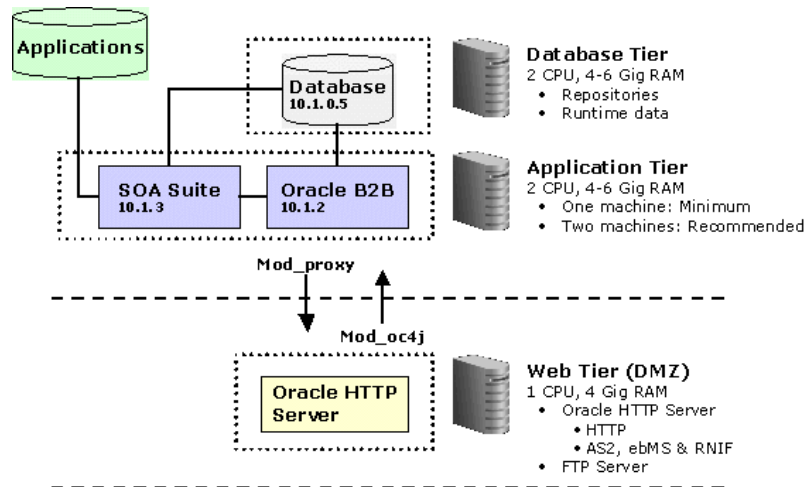 Applications
Database
10.1.0.5
Database Tier
2 CPU, 4-6 Gig RAM
• Repositories
• Runtime data
SOA Suite
10.1.3
Oracle B2B
10.1.2
Application Tier
2 CPU, 4-6 Gig RAM
• One machine: Minimum
• Two machines: Recommended
Mod_proxy
Mod_oc4j
Oracle HTTP
Server
Web Tier (DMZ)
1 CPU, 4 Gig RAM
• Oracle HTTP Server
• HTTP
• AS2, ebMS & RNIF
• FTP Server